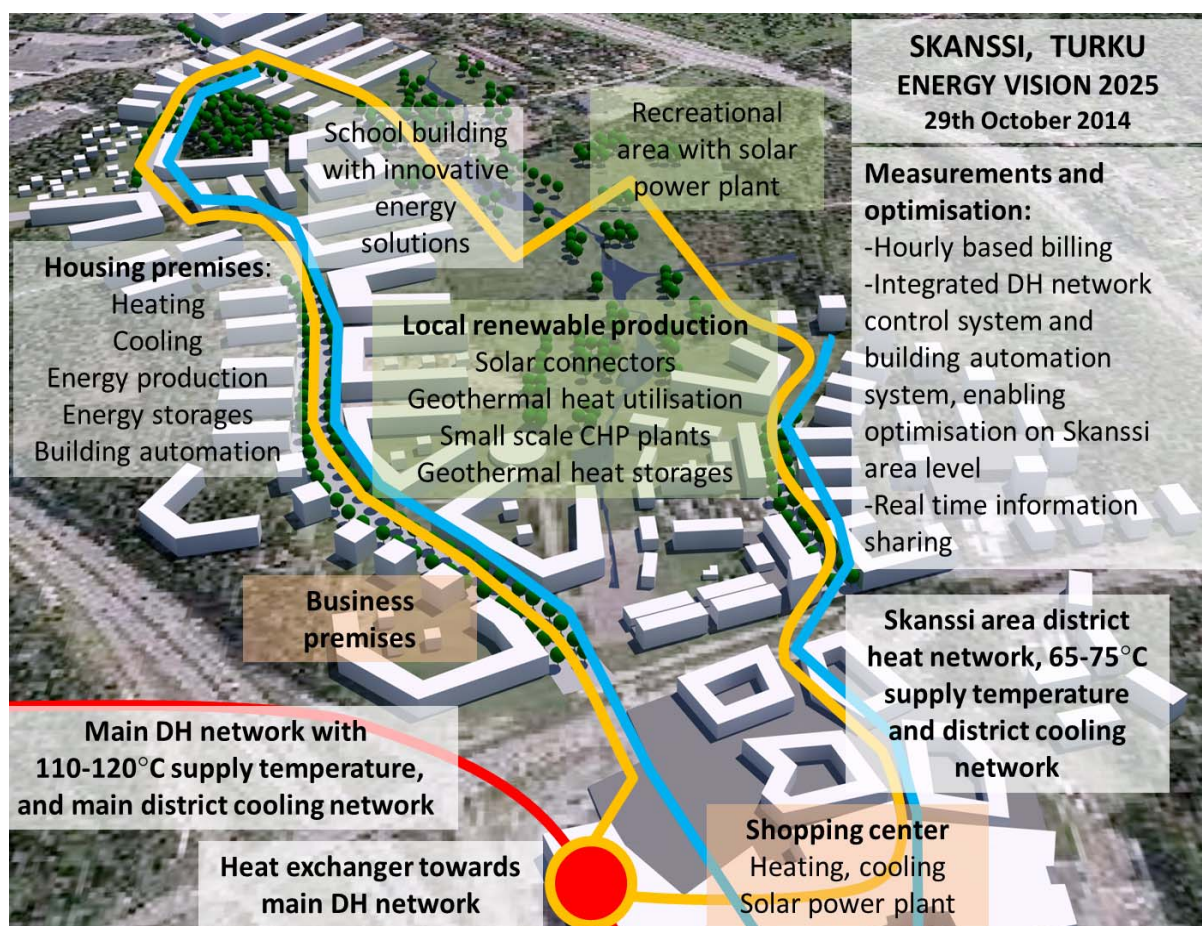 SKANSSI, TURKU
ENERGY VISION 2025
29th October 2014
School building
with innovative
energy
solutions
Recreational
area with solar
power plant
Measurements and
optimisation:
-Hourly based billing
-Integrated DH network
control system and
building automation
system, enabling
optimisation on Skanssi
area level
-Real time information
sharing
Housing premises:
Heating
Cooling
Energy production
Energy storages
Building automation
Local renewable production
Solar connectors
Geothermal heat utilisation
Small scale CHP plants
Geothermal heat storages
Business
premises
Skanssi area district
heat network, 65-75°C
supply temperature
and district cooling
network
Main DH network with
110-120°C supply temperature,
and main district cooling network
Heat exchanger towards
main DH network
Shopping center
Heating, cooling
Solar power plant